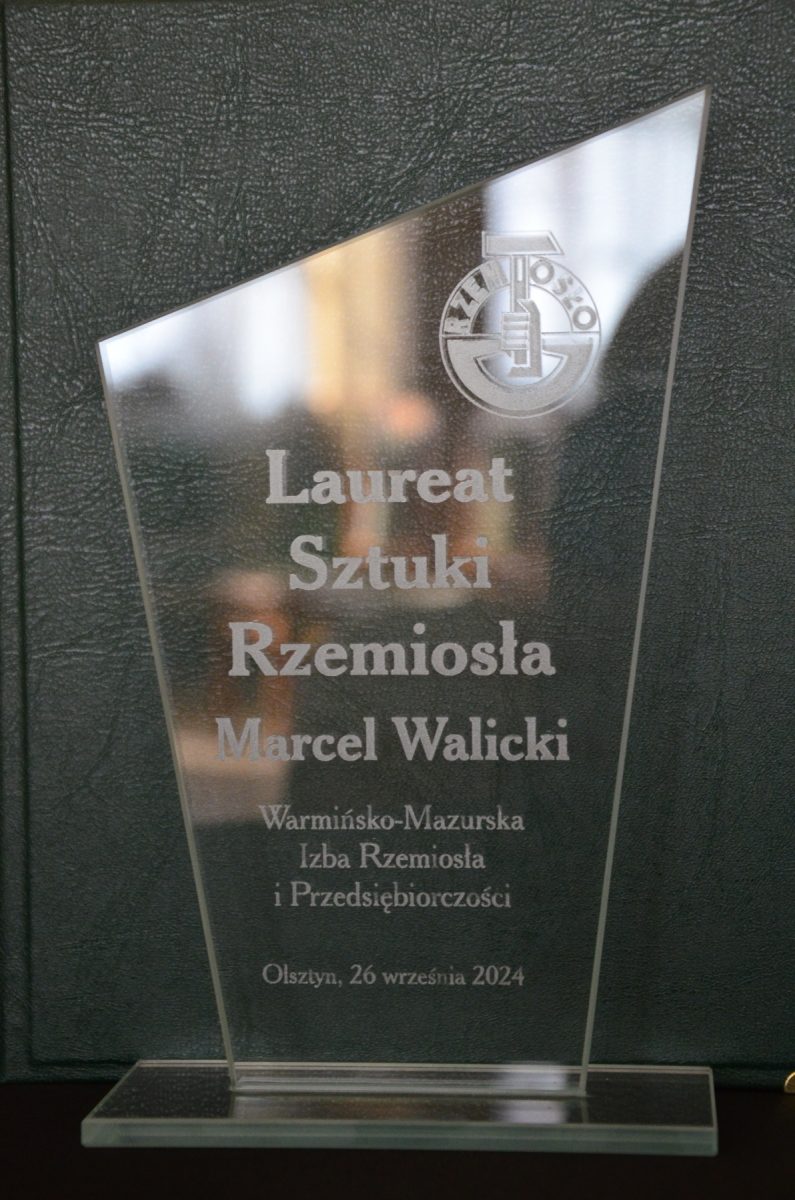 RZEMIOSŁO
Laureat
Sztuki
Rzemiosła
Marcel Walicki
Warmińsko-Mazurska
Izba Rzemiosła
i Przedsiębiorczości
Olsztyn, 26 września 2024